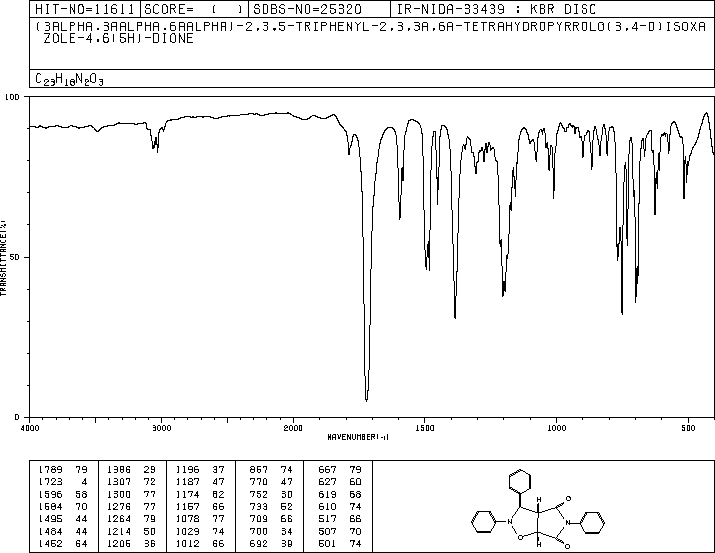 HIT-NO=11611 SCORE= ( ) SDBS-NO=25320 IR-NIDA-33439 : KBR DISC
(3ALPHA,3AALPHA,6AALPHA)-2,3,5-TRIPHENYL-2,3,3A,6A-TETRAHYDROPYRROLO(3,4-D)ISOXA
ZOLE-4,6(5H)-DIONE
C23H18N2O3
100
50
0
TRANSMITTANCE(%)
4000 3000 2000 1500 1000 500
WAVENUMBER(-1)
1789 79 1386 29 1196 37 867 74 667 79
1723 4 1307 72 1187 47 770 47 627 60
1596 58 1300 77 1174 62 752 30 619 68
1584 70 1276 77 1157 66 733 52 610 74
1495 44 1264 79 1078 77 709 66 517 66
1484 44 1214 50 1029 74 700 34 507 70
1452 64 1205 36 1012 66 692 39 501 74
H O
N N
O H O